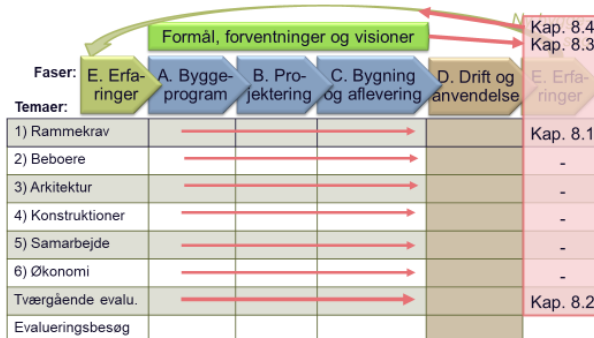 Kap. 8.4
Formål, forventninger og visioner
Kap. 8.3
Faser:
E. Erfa-
ringer
A. Bygge-
program
B. Pro-
jektering
C. Bygning
og aflevering
D. Drift og
anvendelse
E. Erfa-
ringer
Temaer:
1) Rammekrav
Kap. 8.1
2) Beboere
-
3) Arkitektur
-
4) Konstruktioner
-
5) Samarbejde
-
6) Økonomi
-
Tværgående evalu.
Kap. 8.2
Evalueringsbesøg